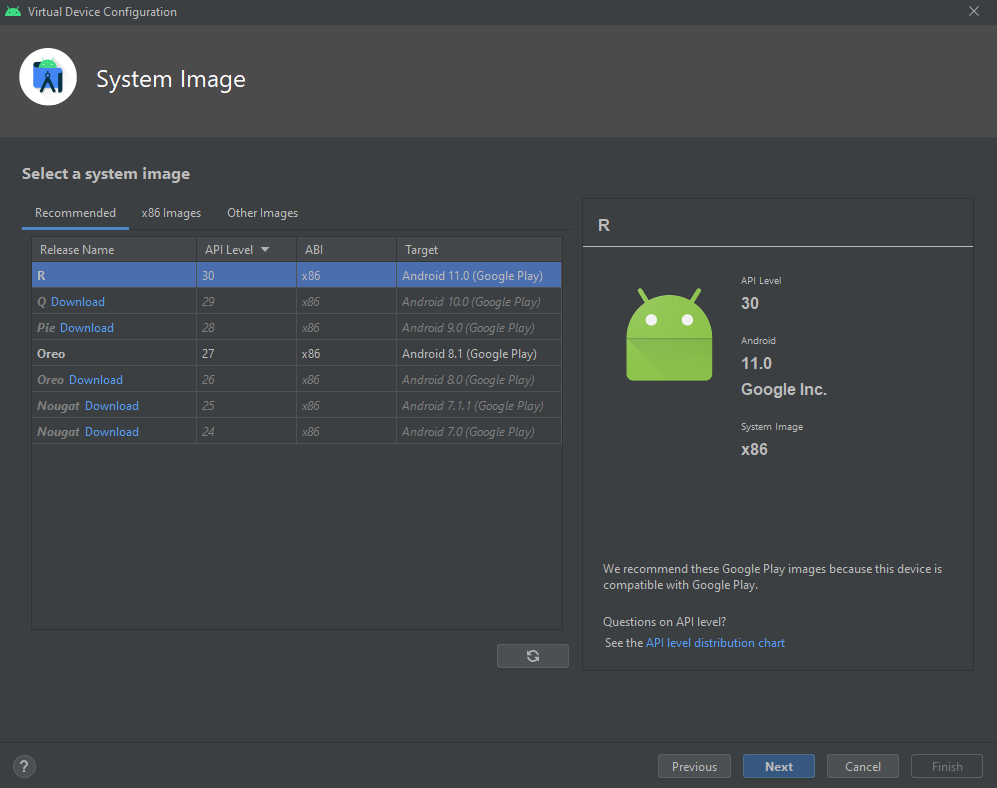 Virtual Device Configuration
System Image
Select a system image
Recommended x86 Images Other Images
Release Name API Level ABI Target
R 30 x86 Android 11.0 (Google Play)
Q Download 29 x86 Android 10.0 (Google Play)
Pie Download 28 x86 Android 9.0 (Google Play)
Oreo 27 x86 Android 8.1 (Google Play)
Oreo Download 26 x86 Android 8.0 (Google Play)
Nougat Download 25 x86 Android 7.1.1 (Google Play)
Nougat Download 24 x86 Android 7.0 (Google Play)
R
API Level
30
Android
11.0
Google Inc.
System Image
x86
We recommend these Google Play images because this device is
compatible with Google Play.
Questions on API level?
See the API level distribution chart
? Previous Next Cancel Finish